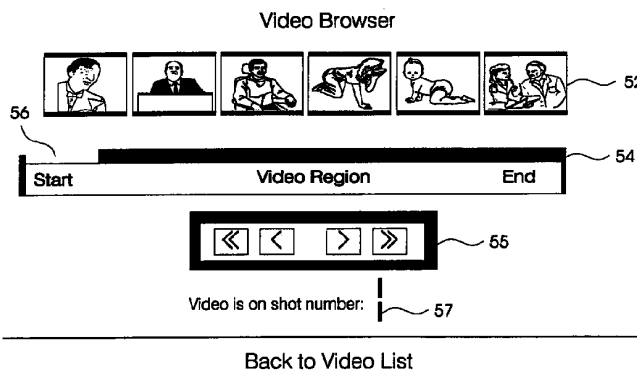 Video Browser
52
56
54
Start Video Region End
<< < > >>
55
Video is on shot number:
57
Back to Video List